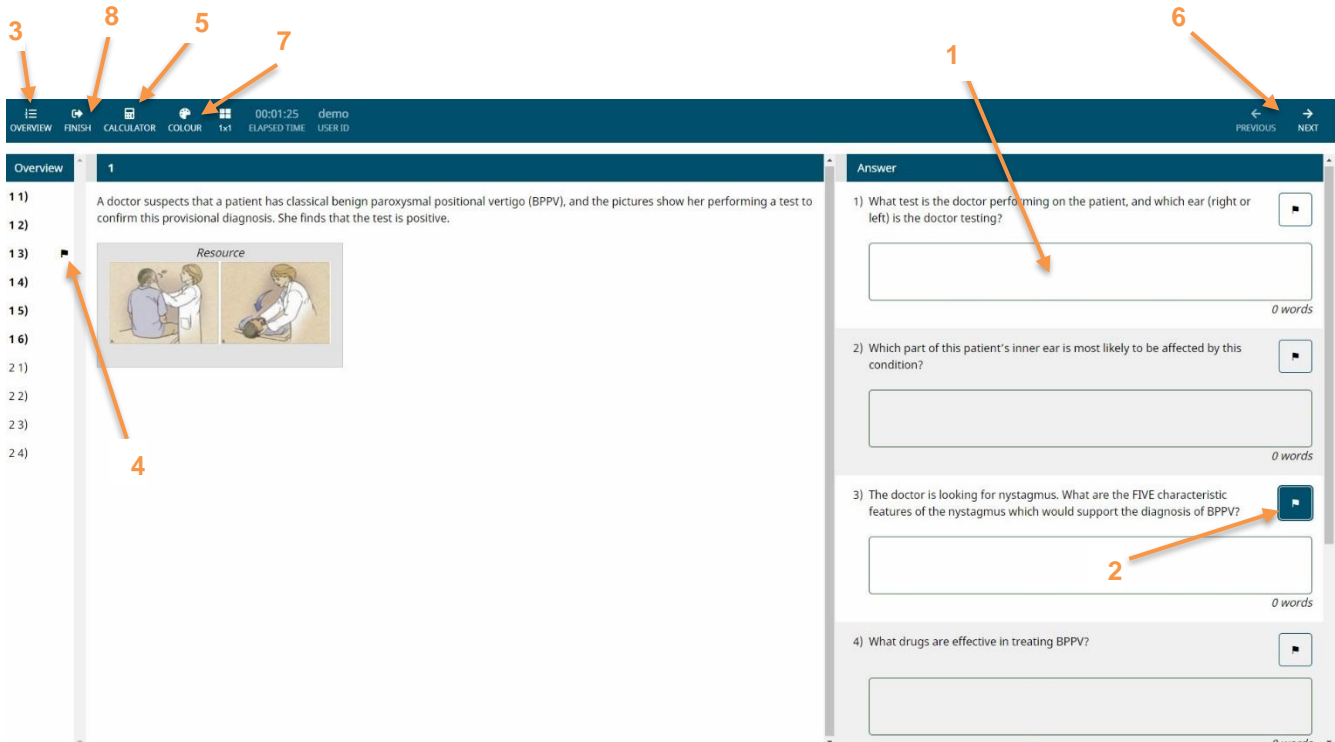 3
8
5
7
1
6
OVERVIEW
FINISH
CALCULATOR
COLOUR
1x1
00:01:25
ELAPSED TIME
demo
USER ID
PREVIOUS
NEXT
Overview
1 1)
1 2)
1 3)
1 4)
1 5)
1 6)
2 1)
2 2)
2 3)
2 4)
4
1
A doctor suspects that a patient has classical benign paroxysmal positional vertigo (BPPV), and the pictures show her performing a test to
confirm this provisional diagnosis. She finds that the test is positive.
Resource
Answer
1) What test is the doctor performing on the patient, and which ear (right or
left) is the doctor testing?
0 words
2) Which part of this patient's inner ear is most likely to be affected by this
condition?
0 words
3) The doctor is looking for nystagmus. What are the FIVE characteristic
features of the nystagmus which would support the diagnosis of BPPV?
2
0 words
4) What drugs are effective in treating BPPV?